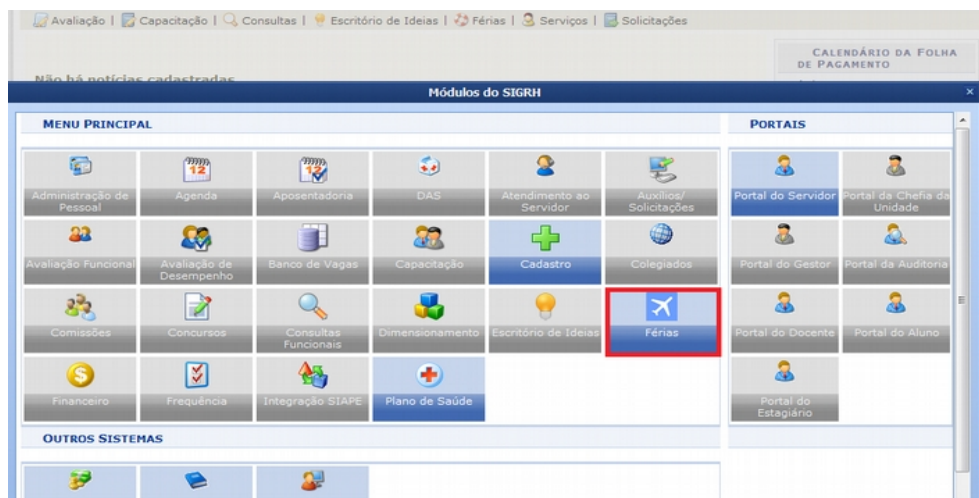 Avaliação | Capacitação | Consultas | Escritório de Ideias | Férias | Serviços | Solicitações
CALENDÁRIO DA FOLHA
DE PAGAMENTO
Não há notícias cadastradas
Módulos do SIGRH
×
MENU PRINCIPAL
PORTAIS
Administração de Pessoal
Agenda
Aposentadoria
DAS
Atendimento ao Servidor
Auxílios/ Solicitações
Portal do Servidor
Portal da Chefia da Unidade
Avaliação Funcional
Avaliação de Desempenho
Banco de Vagas
Capacitação
Cadastro
Colegiados
Portal do Gestor
Portal da Auditoria
Comissões
Concursos
Consultas Funcionais
Dimensionamento
Escritório de Ideias
Férias
Portal do Docente
Portal do Aluno
Financeiro
Frequência
Integração SIAPE
Plano de Saúde
Portal do Estagiário
OUTROS SISTEMAS